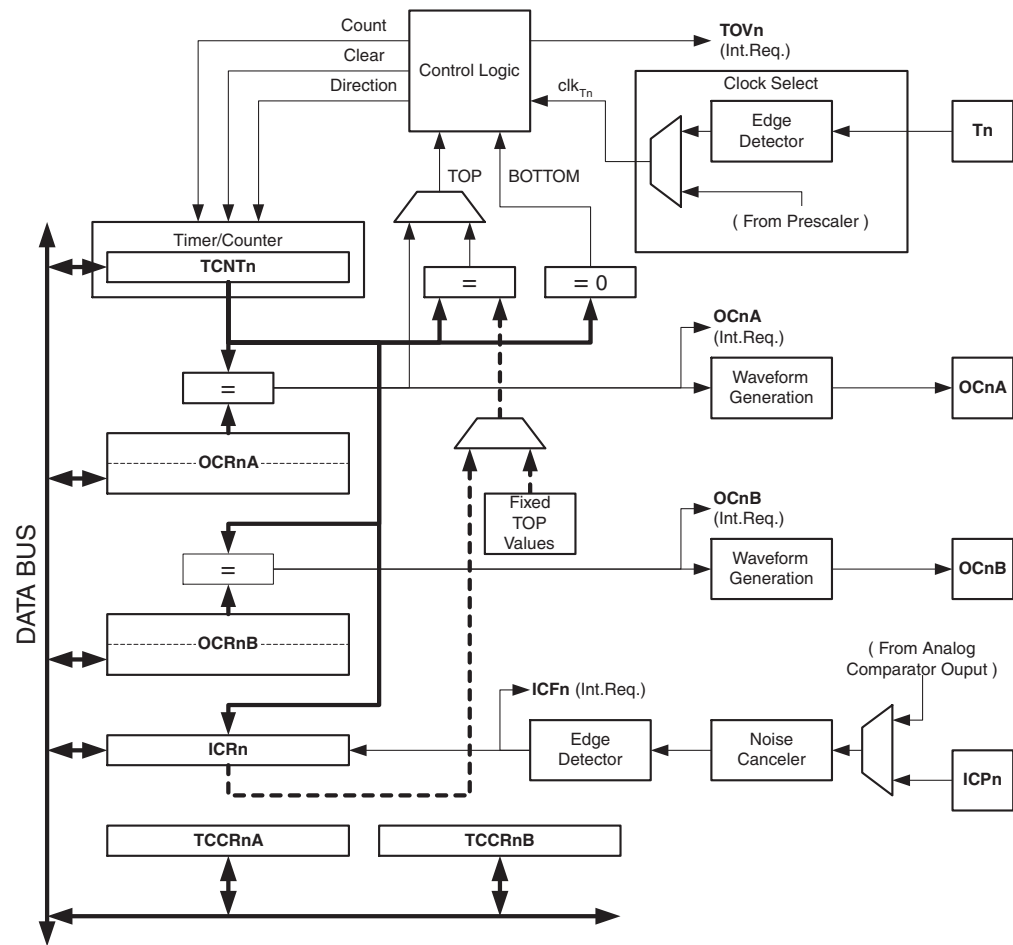 Count
Clear
Direction
Control Logic
TOVn
(Int.Req.)
clkTn
Clock Select
Edge
Detector
Tn
( From Prescaler )
TOP
BOTTOM
Timer/Counter
TCNTn
=
= 0
OCnA
(Int.Req.)
=
Waveform
Generation
OCnA
OCRnA
Fixed
TOP
Values
OCnB
(Int.Req.)
=
Waveform
Generation
OCnB
OCRnB
DATA BUS
( From Analog
Comparator Ouput )
ICFn (Int.Req.)
ICRn
Edge
Detector
Noise
Canceler
ICPn
TCCRnA
TCCRnB